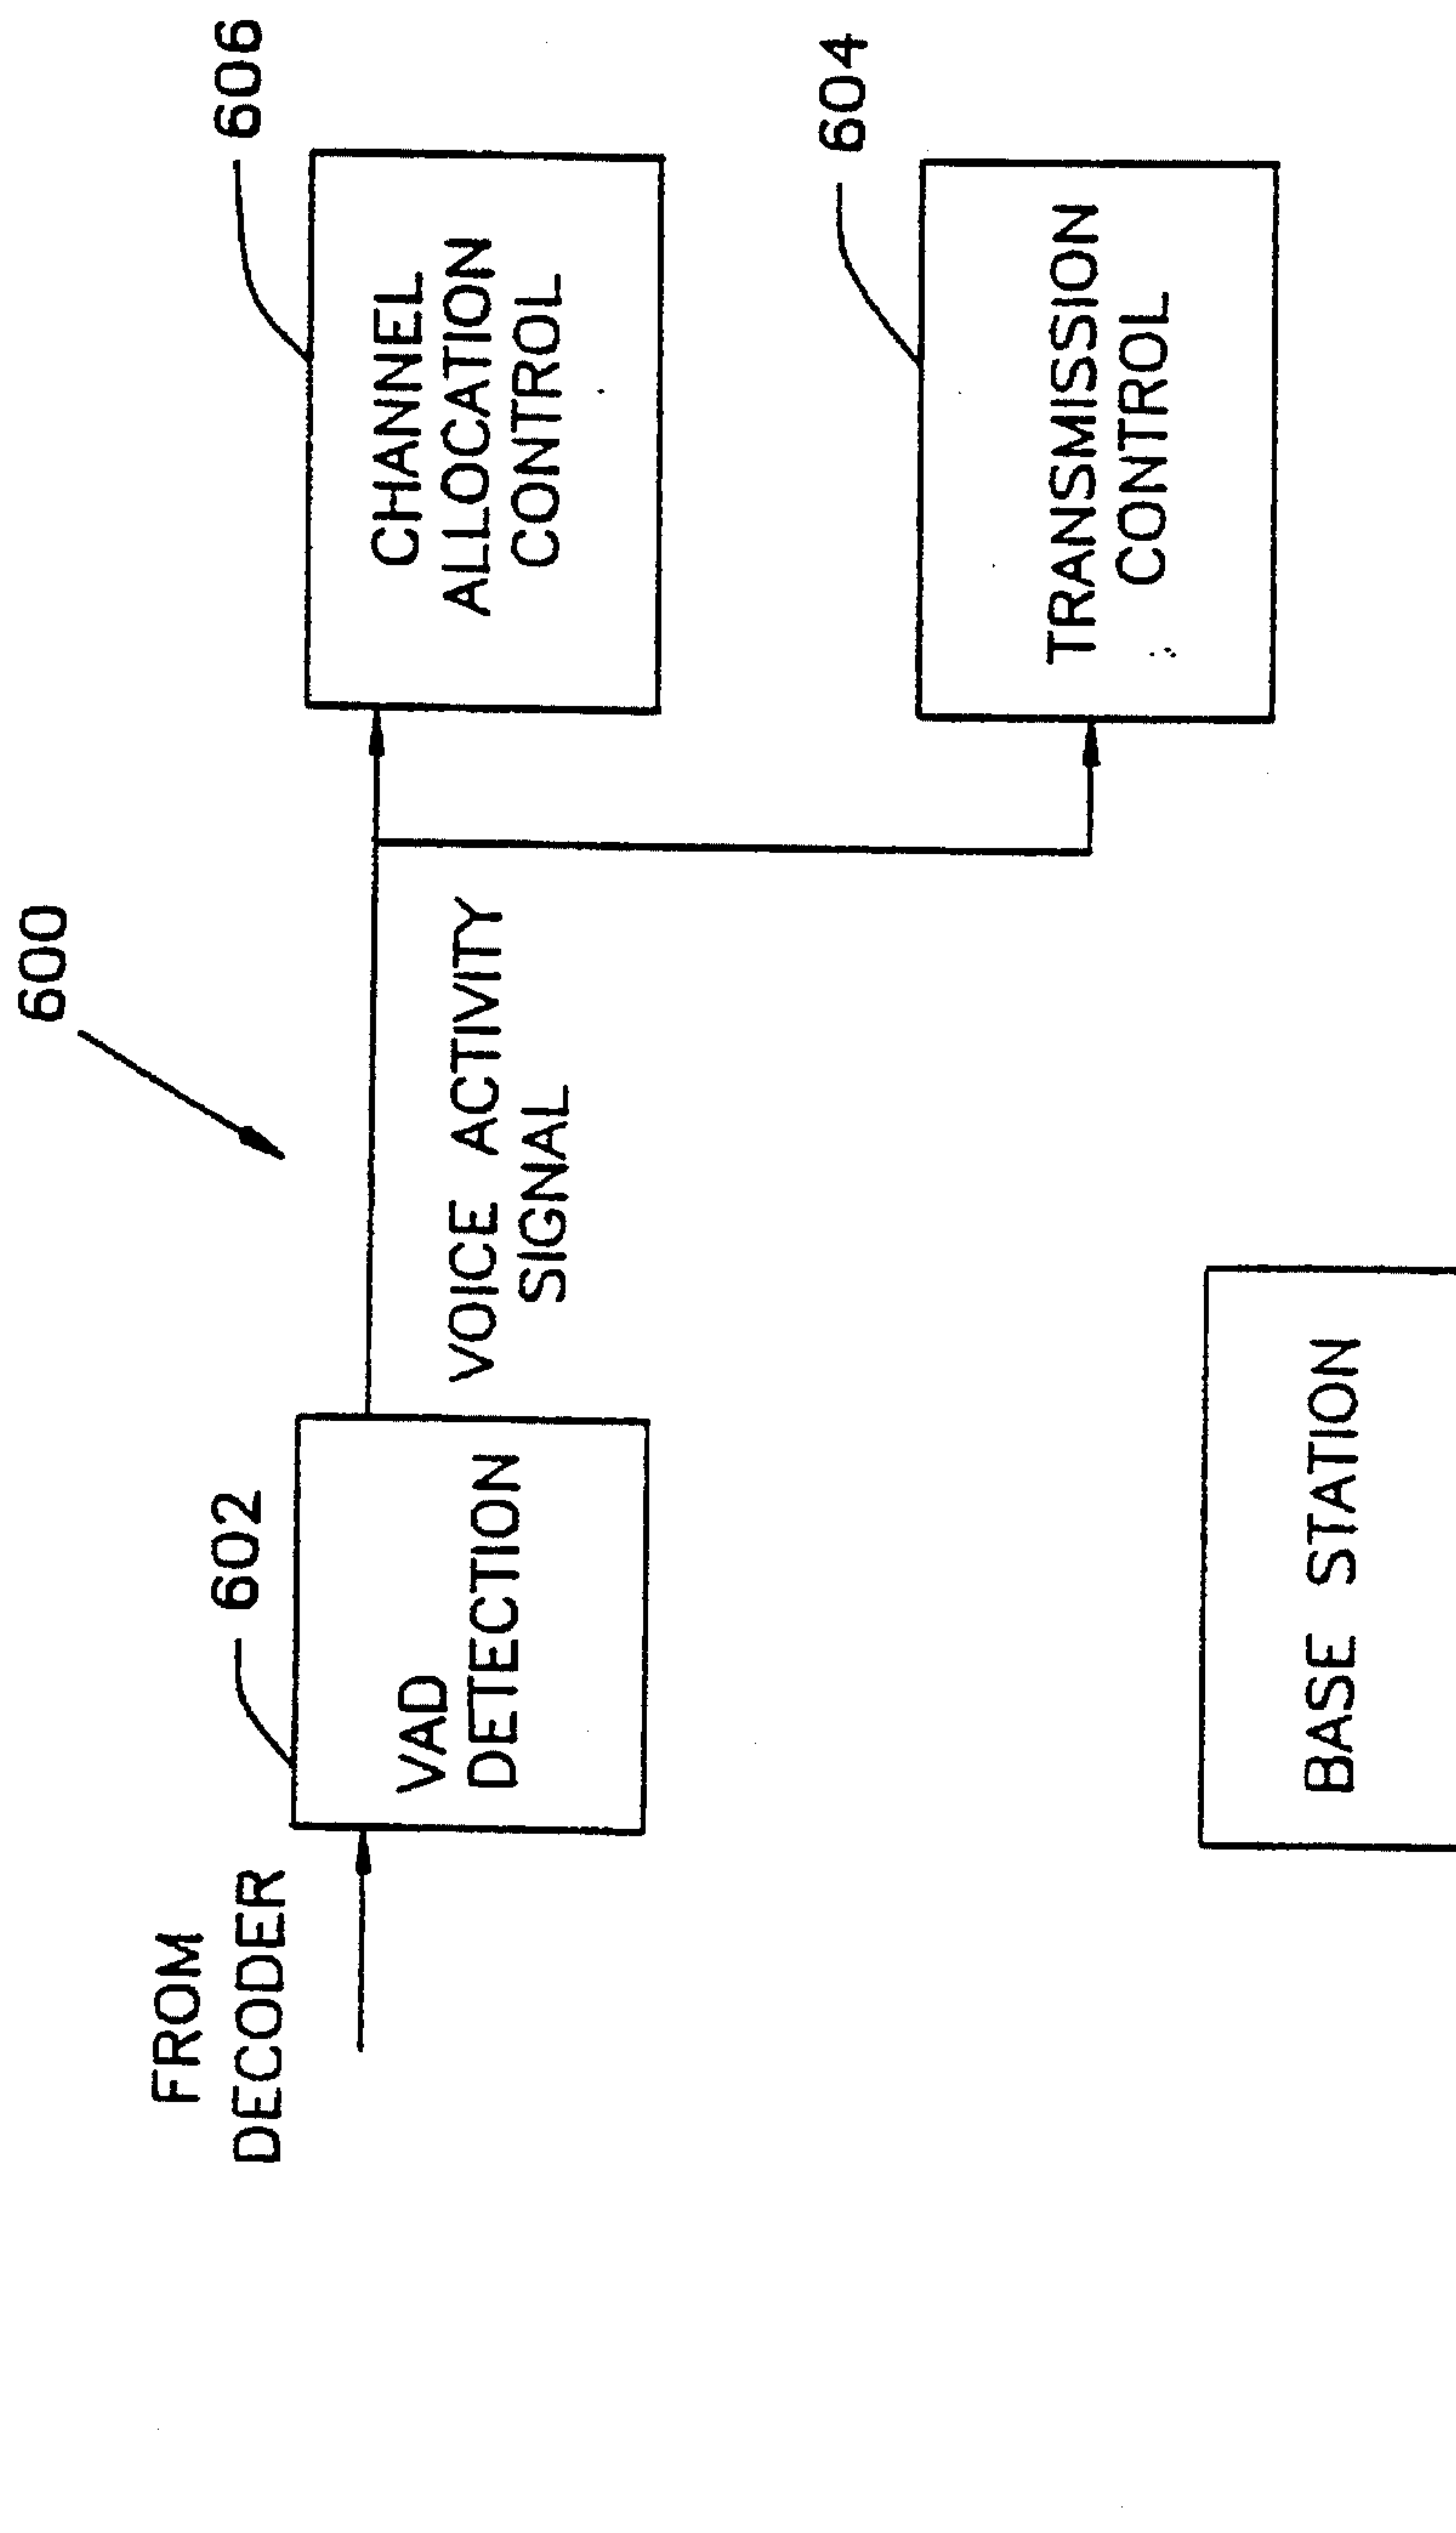 600
FROM
DECODER
602
VAD
DETECTION
VOICE ACTIVITY
SIGNAL
606
CHANNEL
ALLOCATION
CONTROL
604
TRANSMISSION
CONTROL
BASE STATION